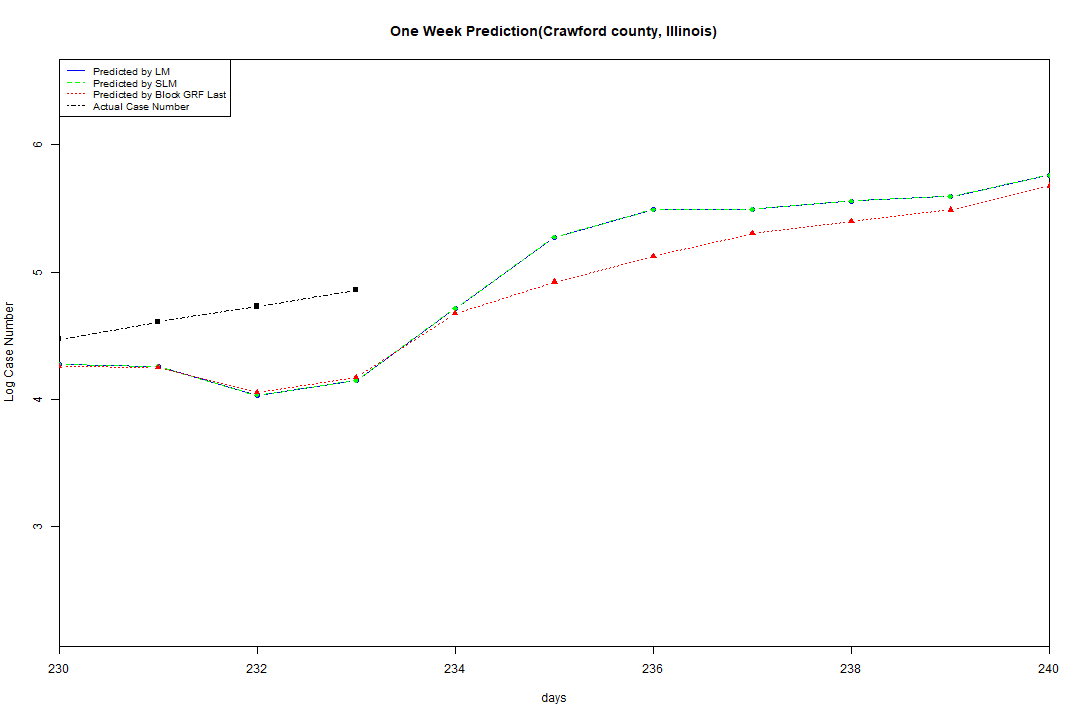 One Week Prediction(Crawford county, Illinois)
Predicted by LM
Predicted by SLM
Predicted by Block GRF Last
Actual Case Number
6
5
4
3
Log Case Number
230 232 234 236 238 240
days